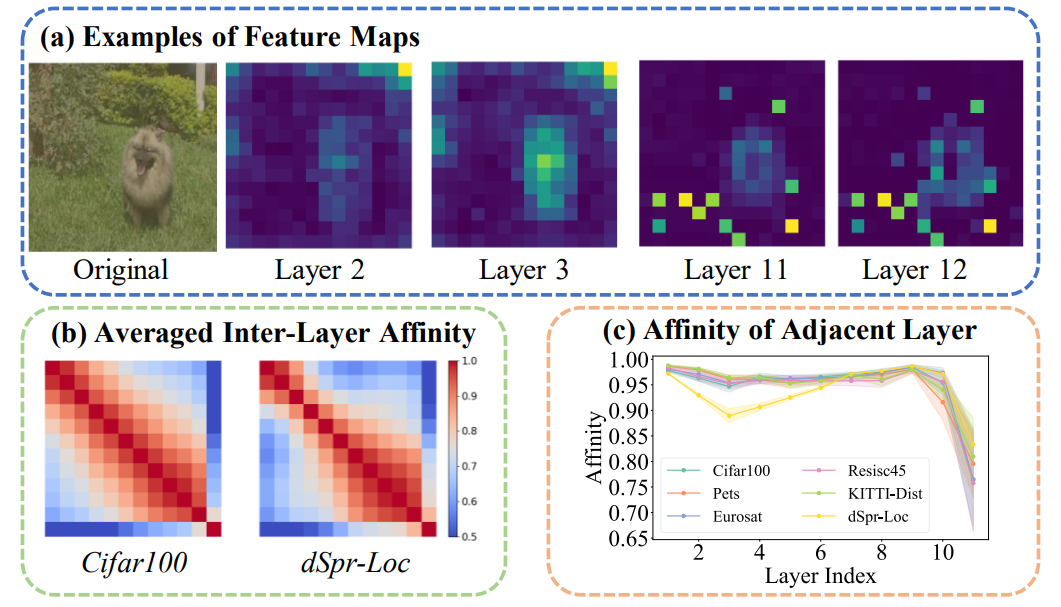 (a) Examples of Feature Maps
Original
Layer 2
Layer 3
Layer 11
Layer 12
(b) Averaged Inter-Layer Affinity
1.0
0.9
0.8
0.7
0.6
0.5
Cifar100
dSpr-Loc
(c) Affinity of Adjacent Layer
Affinity
1.00
0.95
0.90
0.85
0.80
0.75
0.70
0.65
Cifar100
Pets
Eurosat
Resisc45
KITTI-Dist
dSpr-Loc
2 4 6 8 10
Layer Index